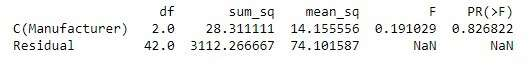 df sum_sq mean_sq F PR(>F)
C(Manufacturer) 2.0 28.311111 14.155556 0.191029 0.826822
Residual 42.0 3112.266667 74.101587 NaN NaN